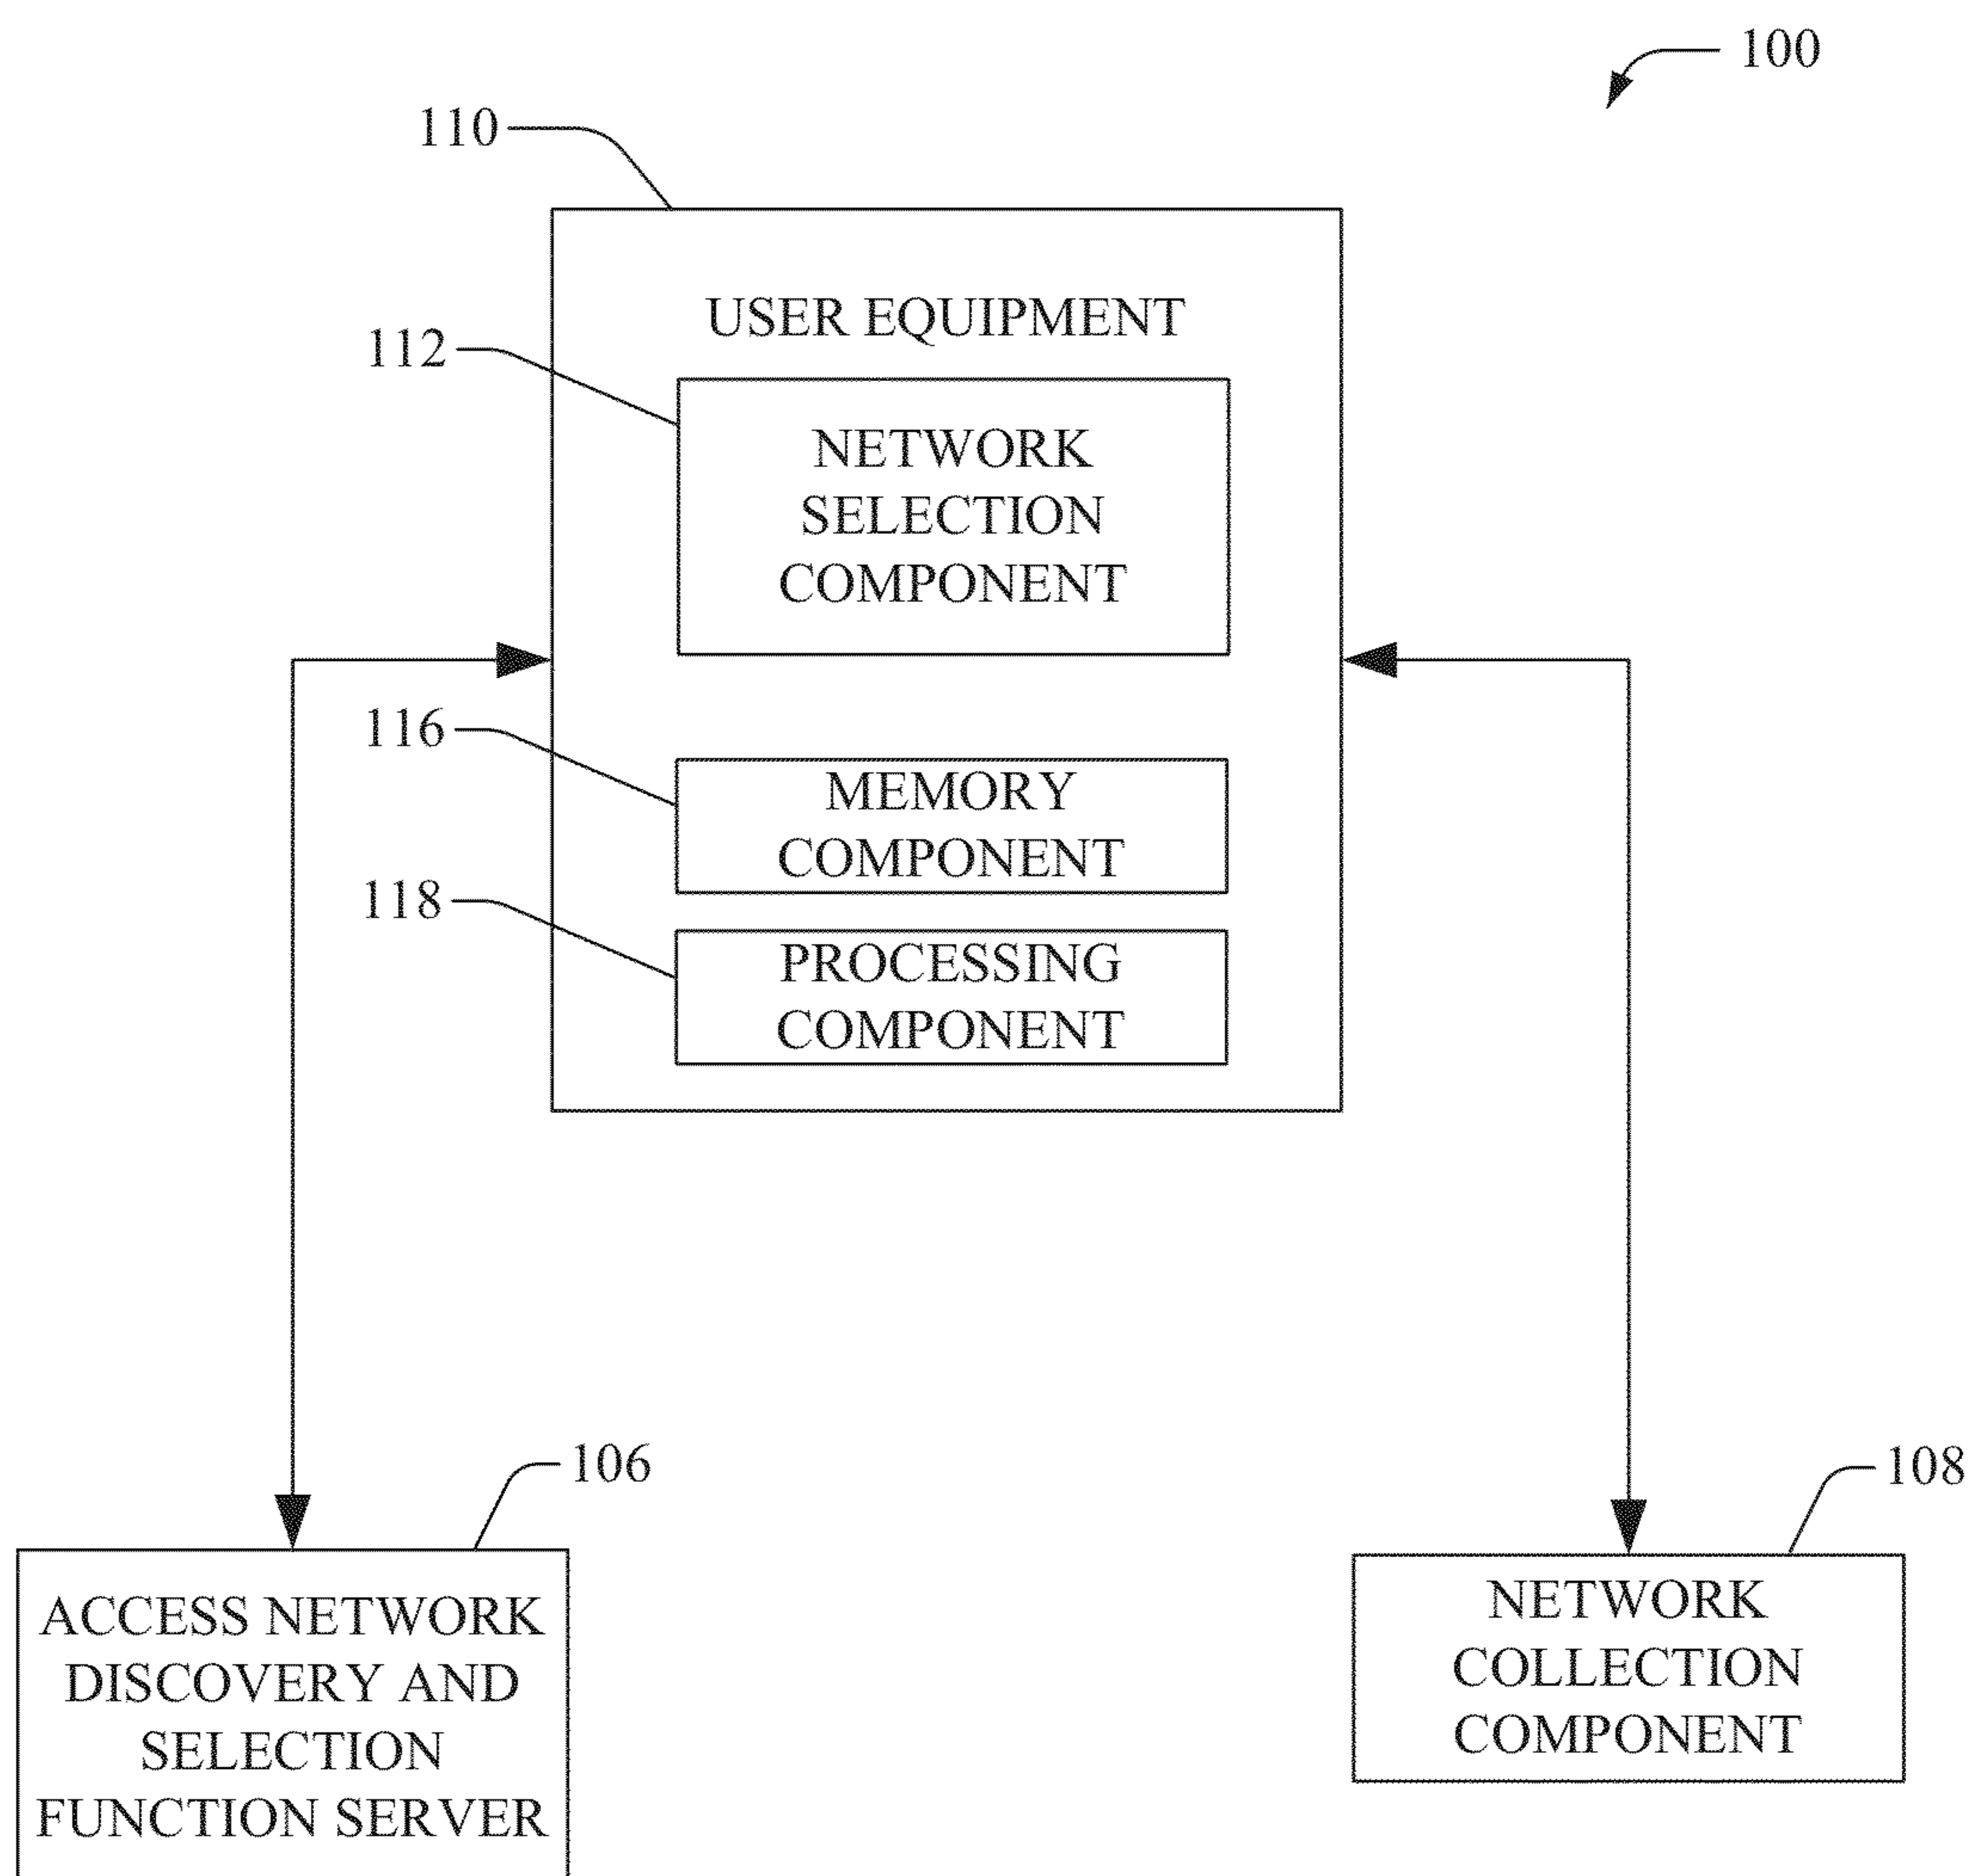 100
110
USER EQUIPMENT
112
NETWORK
SELECTION
COMPONENT
116
MEMORY
COMPONENT
118
PROCESSING
COMPONENT
106
ACCESS NETWORK
DISCOVERY AND
SELECTION
FUNCTION SERVER
108
NETWORK
COLLECTION
COMPONENT